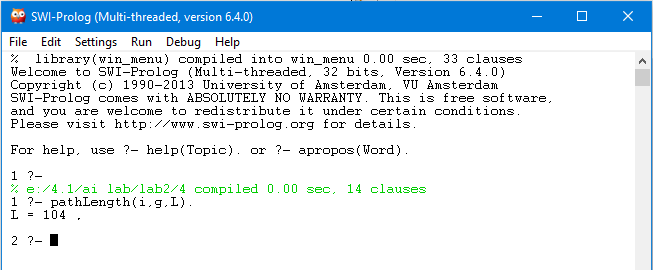 SWI-Prolog (Multi-threaded, version 6.4.0)
File Edit Settings Run Debug Help
% library(win_menu) compiled into win_menu 0.00 sec, 33 clauses
Welcome to SWI-Prolog (Multi-threaded, 32 bits, Version 6.4.0)
Copyright (c) 1990-2013 University of Amsterdam, VU Amsterdam
SWI-Prolog comes with ABSOLUTELY NO WARRANTY. This is free software,
and you are welcome to redistribute it under certain conditions.
Please visit http://www.swi-prolog.org for details.
For help, use ?- help(Topic). or ?- apropos(Word).
1 ?-
% e:/4.1/ai lab/lab2/4 compiled 0.00 sec, 14 clauses
1 ?- pathLength(i,g,L).
L = 104 ,
2 ?-